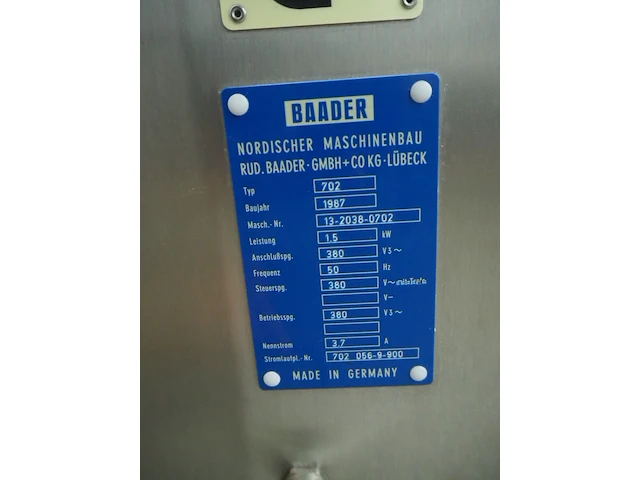 BAADER
NORDISCHER MASCHINENBAU
RUD. BAADER · GMBH + CO KG · LÜBECK
Typ 702
Baujahr 1987
Masch.-Nr. 13-2038-0702
Leistung 1.5 kW
Anschlußspg. 380 V 3 ~
Frequenz 50 Hz
Steuerspg. 380 V ~
V -
Betriebsspg. 380 V 3 ~
Nennstrom 3.7 A
Stromlaufpl.-Nr. 702 056-9-900
MADE IN GERMANY